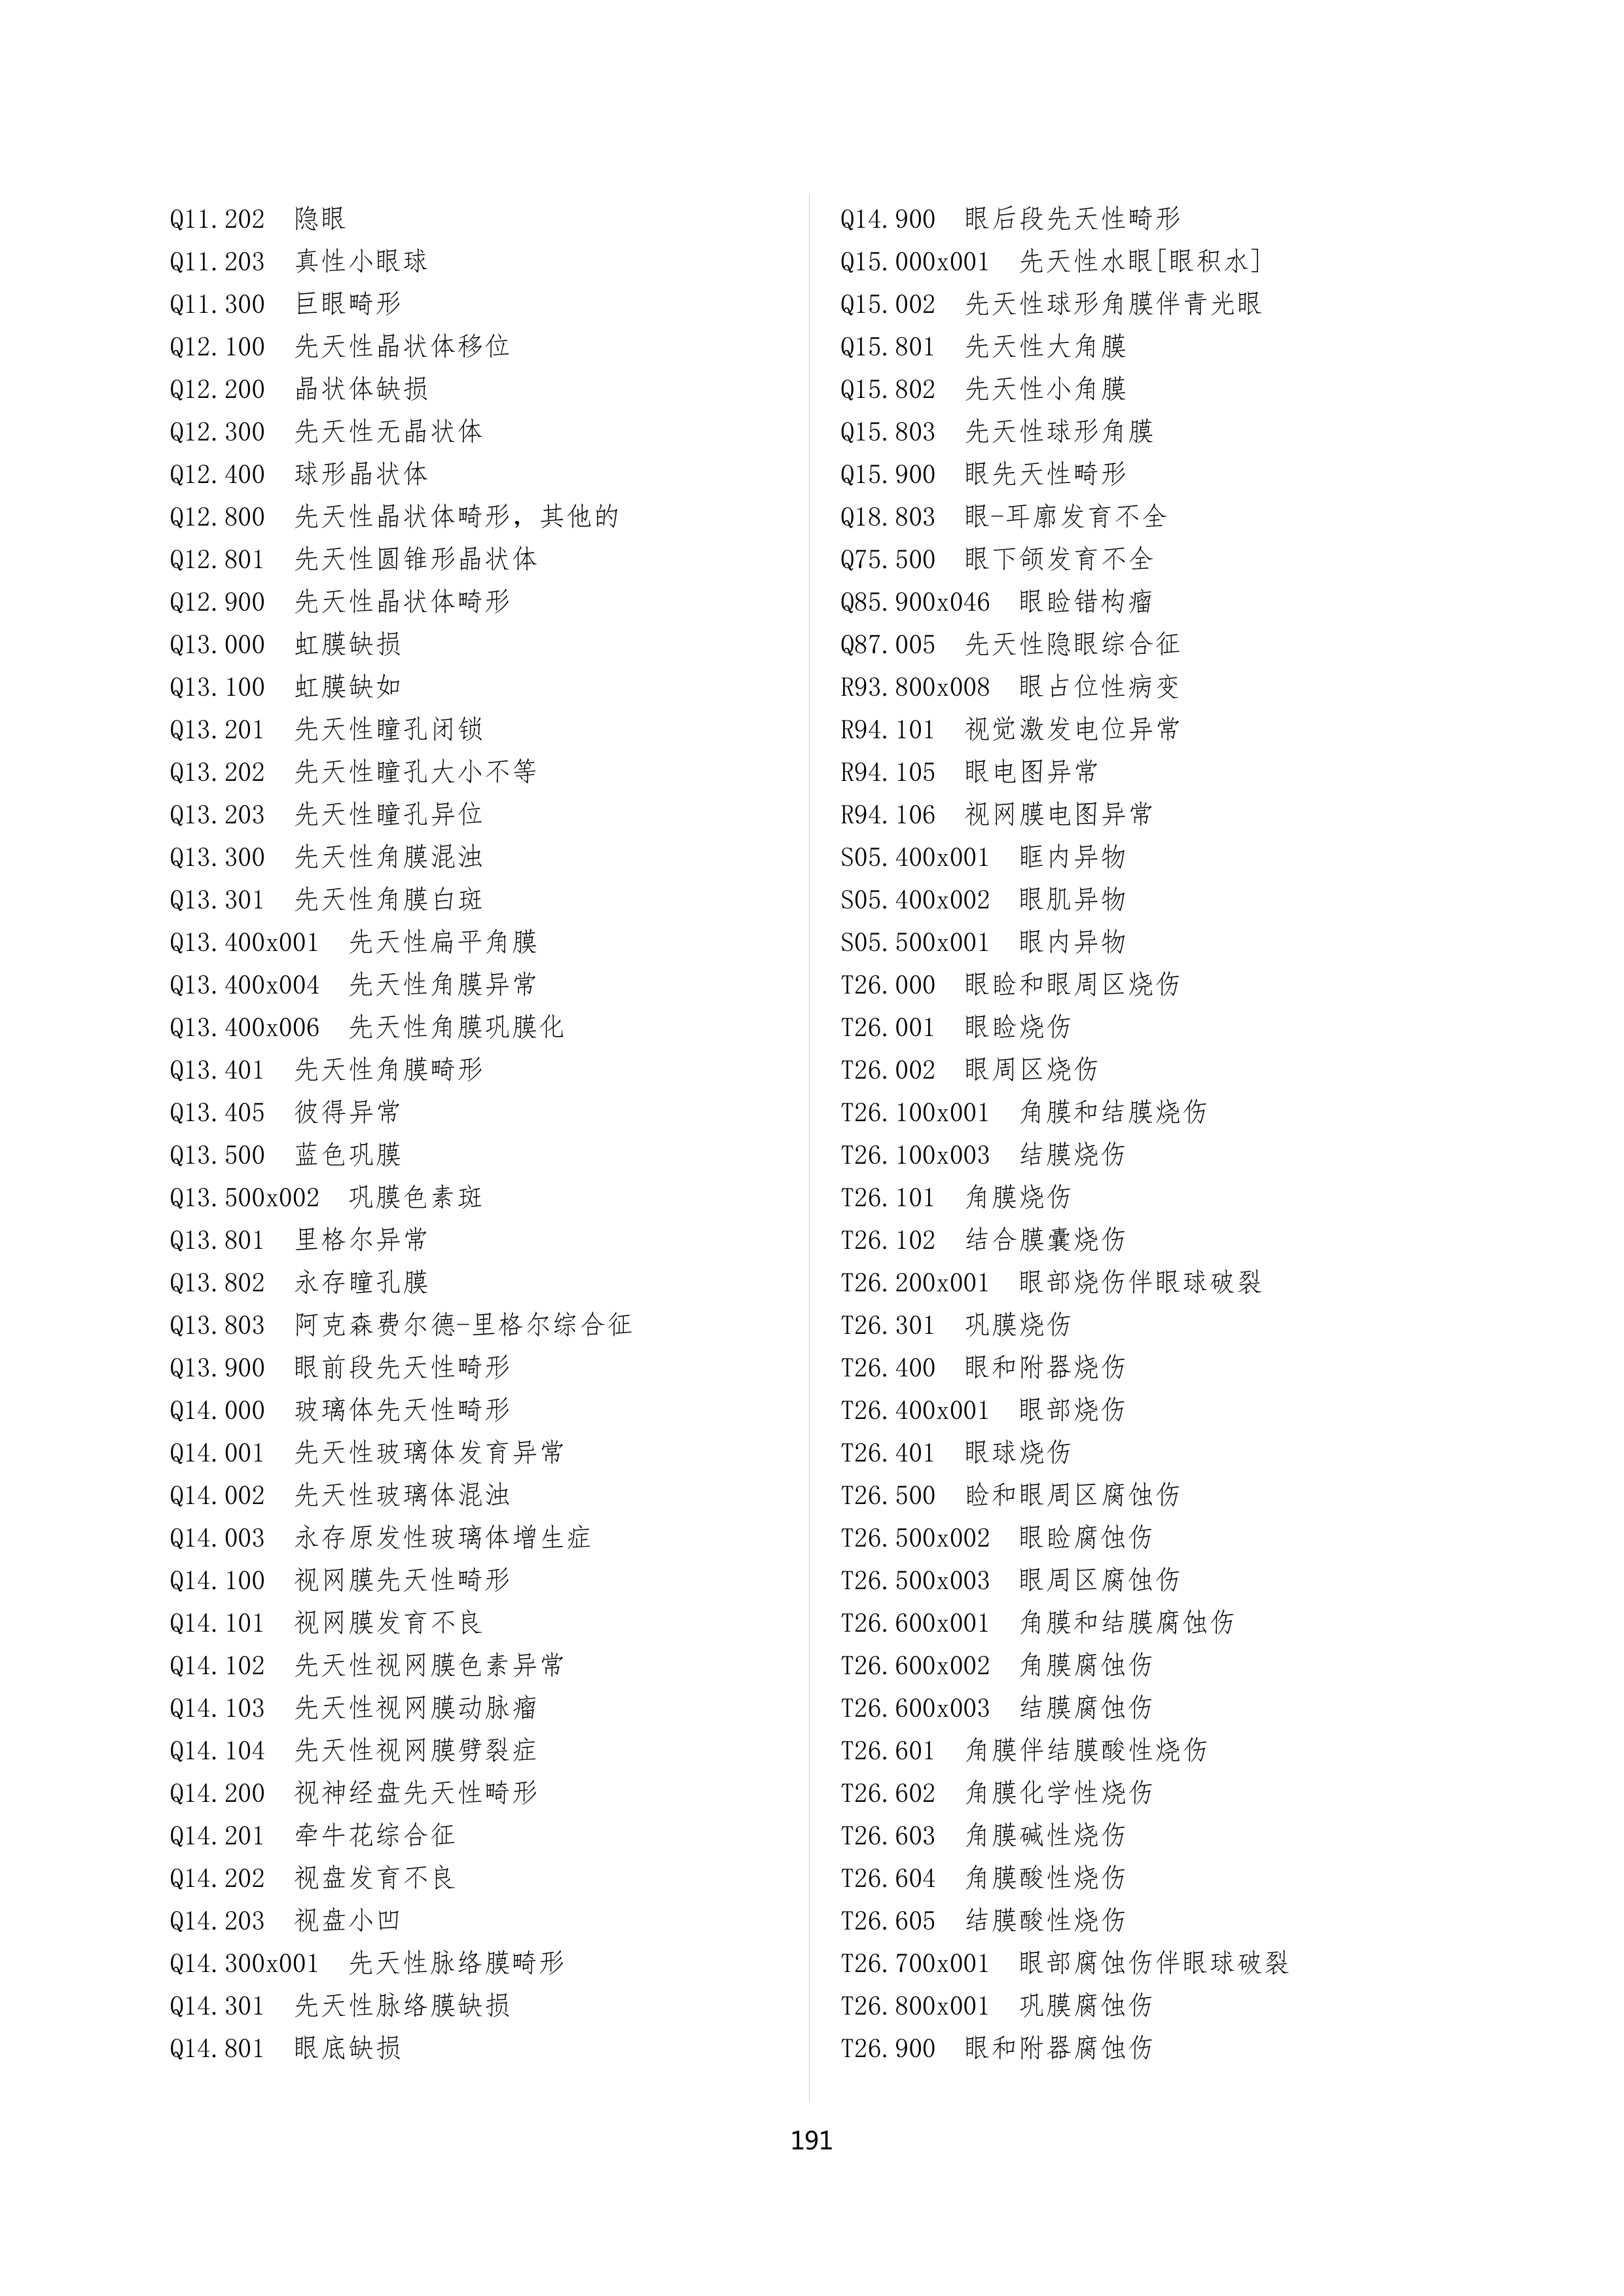 Q11.202 隐眼
Q11.203 真性小眼球
Q11.300 巨眼畸形
Q12.100 先天性晶状体移位
Q12.200 晶状体缺损
Q12.300 先天性无晶状体
Q12.400 球形晶状体
Q12.800 先天性晶状体畸形，其他的
Q12.801 先天性圆锥形晶状体
Q12.900 先天性晶状体畸形
Q13.000 虹膜缺损
Q13.100 虹膜缺如
Q13.201 先天性瞳孔闭锁
Q13.202 先天性瞳孔大小不等
Q13.203 先天性瞳孔异位
Q13.300 先天性角膜混浊
Q13.301 先天性角膜白斑
Q13.400x001 先天性扁平角膜
Q13.400x004 先天性角膜异常
Q13.400x006 先天性角膜巩膜化
Q13.401 先天性角膜畸形
Q13.405 彼得异常
Q13.500 蓝色巩膜
Q13.500x002 巩膜色素斑
Q13.801 里格尔异常
Q13.802 永存瞳孔膜
Q13.803 阿克森费尔德-里格尔综合征
Q13.900 眼前段先天性畸形
Q14.000 玻璃体先天性畸形
Q14.001 先天性玻璃体发育异常
Q14.002 先天性玻璃体混浊
Q14.003 永存原发性玻璃体增生症
Q14.100 视网膜先天性畸形
Q14.101 视网膜发育不良
Q14.102 先天性视网膜色素异常
Q14.103 先天性视网膜动脉瘤
Q14.104 先天性视网膜劈裂症
Q14.200 视神经盘先天性畸形
Q14.201 牵牛花综合征
Q14.202 视盘发育不良
Q14.203 视盘小凹
Q14.300x001 先天性脉络膜畸形
Q14.301 先天性脉络膜缺损
Q14.801 眼底缺损
Q14.900 眼后段先天性畸形
Q15.000x001 先天性水眼[眼积水]
Q15.002 先天性球形角膜伴青光眼
Q15.801 先天性大角膜
Q15.802 先天性小角膜
Q15.803 先天性球形角膜
Q15.900 眼先天性畸形
Q18.803 眼-耳廓发育不全
Q75.500 眼下颌发育不全
Q85.900x046 眼睑错构瘤
Q87.005 先天性隐眼综合征
R93.800x008 眼占位性病变
R94.101 视觉激发电位异常
R94.105 眼电图异常
R94.106 视网膜电图异常
S05.400x001 眶内异物
S05.400x002 眼肌异物
S05.500x001 眼内异物
T26.000 眼睑和眼周区烧伤
T26.001 眼睑烧伤
T26.002 眼周区烧伤
T26.100x001 角膜和结膜烧伤
T26.100x003 结膜烧伤
T26.101 角膜烧伤
T26.102 结合膜囊烧伤
T26.200x001 眼部烧伤伴眼球破裂
T26.301 巩膜烧伤
T26.400 眼和附器烧伤
T26.400x001 眼部烧伤
T26.401 眼球烧伤
T26.500 睑和眼周区腐蚀伤
T26.500x002 眼睑腐蚀伤
T26.500x003 眼周区腐蚀伤
T26.600x001 角膜和结膜腐蚀伤
T26.600x002 角膜腐蚀伤
T26.600x003 结膜腐蚀伤
T26.601 角膜伴结膜酸性烧伤
T26.602 角膜化学性烧伤
T26.603 角膜碱性烧伤
T26.604 角膜酸性烧伤
T26.605 结膜酸性烧伤
T26.700x001 眼部腐蚀伤伴眼球破裂
T26.800x001 巩膜腐蚀伤
T26.900 眼和附器腐蚀伤
191